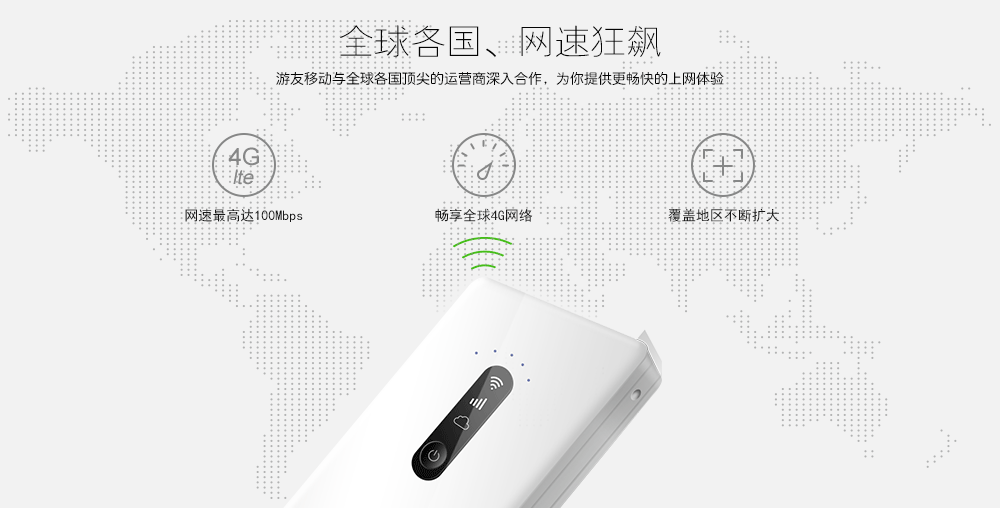 全球各国、网速狂飙
游友移动与全球各国顶尖的运营商深入合作，为你提供更畅快的上网体验
4G
lte
网速最高达100Mbps
畅享全球4G网络
覆盖地区不断扩大